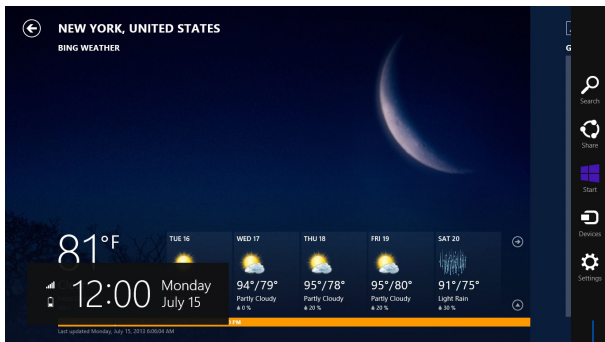 NEW YORK, UNITED STATES
BING WEATHER
G
Search
Share
Start
Devices
Settings
81°F
TUE 16
WED 17
THU 18
FRI 19
SAT 20
94°/79°
95°/78°
95°/80°
91°/75°
Partly Cloudy
Partly Cloudy
Partly Cloudy
Light Rain
0 %
20 %
20 %
30 %
12:00
Monday
July 15
PM
Last updated Monday, July 15, 2013 6:06:04 AM